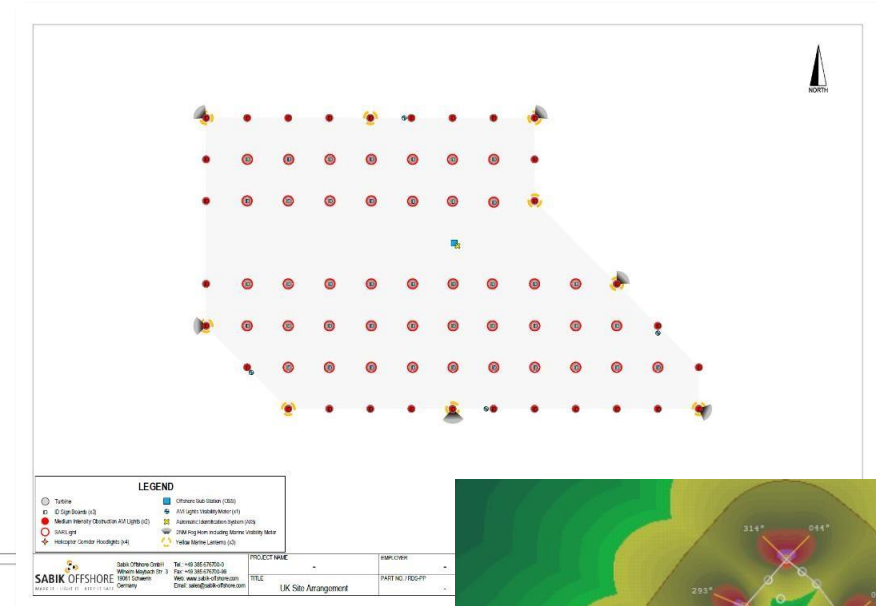 NORTH
LEGEND
Turbine
ID Sign Boards (x3)
Medium Intensity Obstruction AVI Lights (x2)
SAR Light
Helicopter Corridor Floodlights (x4)
Offshore Sub Station (OSS)
AVI Lights Visibility Meter (x1)
Automatic Identification System (AIS)
2NM Fog Horn including Marine Visibility Meter
Yellow Marine Lanterns (x3)
SABIK OFFSHORE
Sabik Offshore GmbH
Wilhelm Maybach Str. 3
19061 Schwerin
Germany
Tel.: +49 385 676700-0
Fax: +49 385 676700-99
Web: www.sabik-offshore.com
Email: sales@sabik-offshore.com
PROJECT NAME
-
TITLE
UK Site Arrangement
EMPLOYER
-
PART NO. / RDS-PP
-
314°
044°
293°